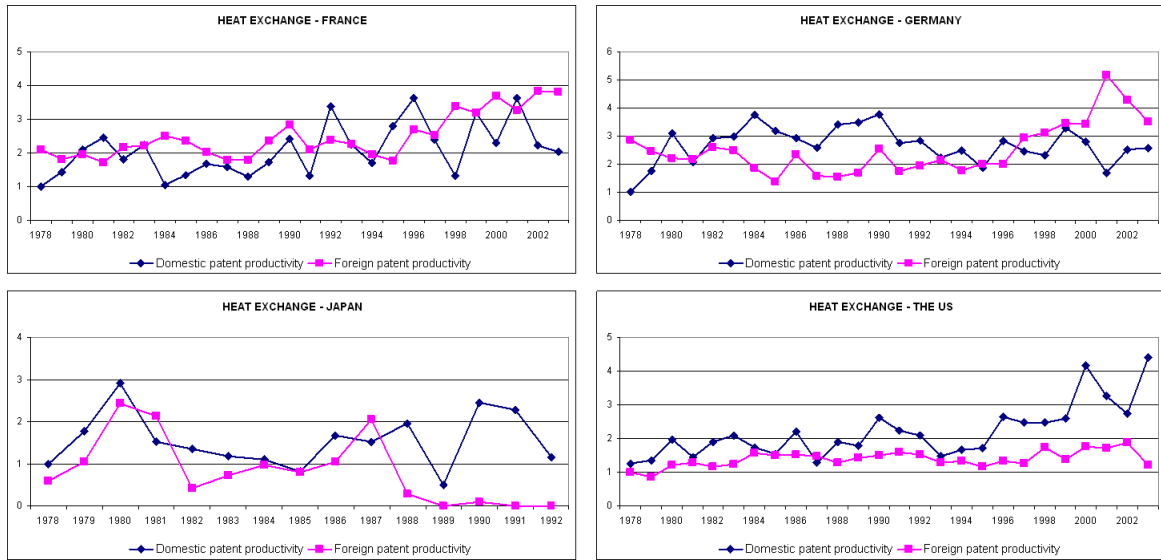 HEAT EXCHANGE - FRANCE
5
4
3
2
1
0
1978 1980 1982 1984 1986 1988 1990 1992 1994 1996 1998 2000 2002
Domestic patent productivity Foreign patent productivity
HEAT EXCHANGE - GERMANY
6
5
4
3
2
1
0
1978 1980 1982 1984 1986 1988 1990 1992 1994 1996 1998 2000 2002
Domestic patent productivity Foreign patent productivity
HEAT EXCHANGE - JAPAN
4
3
2
1
0
1978 1979 1980 1981 1982 1983 1984 1985 1986 1987 1988 1989 1990 1991 1992
Domestic patent productivity Foreign patent productivity
HEAT EXCHANGE - THE US
5
4
3
2
1
0
1978 1980 1982 1984 1986 1988 1990 1992 1994 1996 1998 2000 2002
Domestic patent productivity Foreign patent productivity